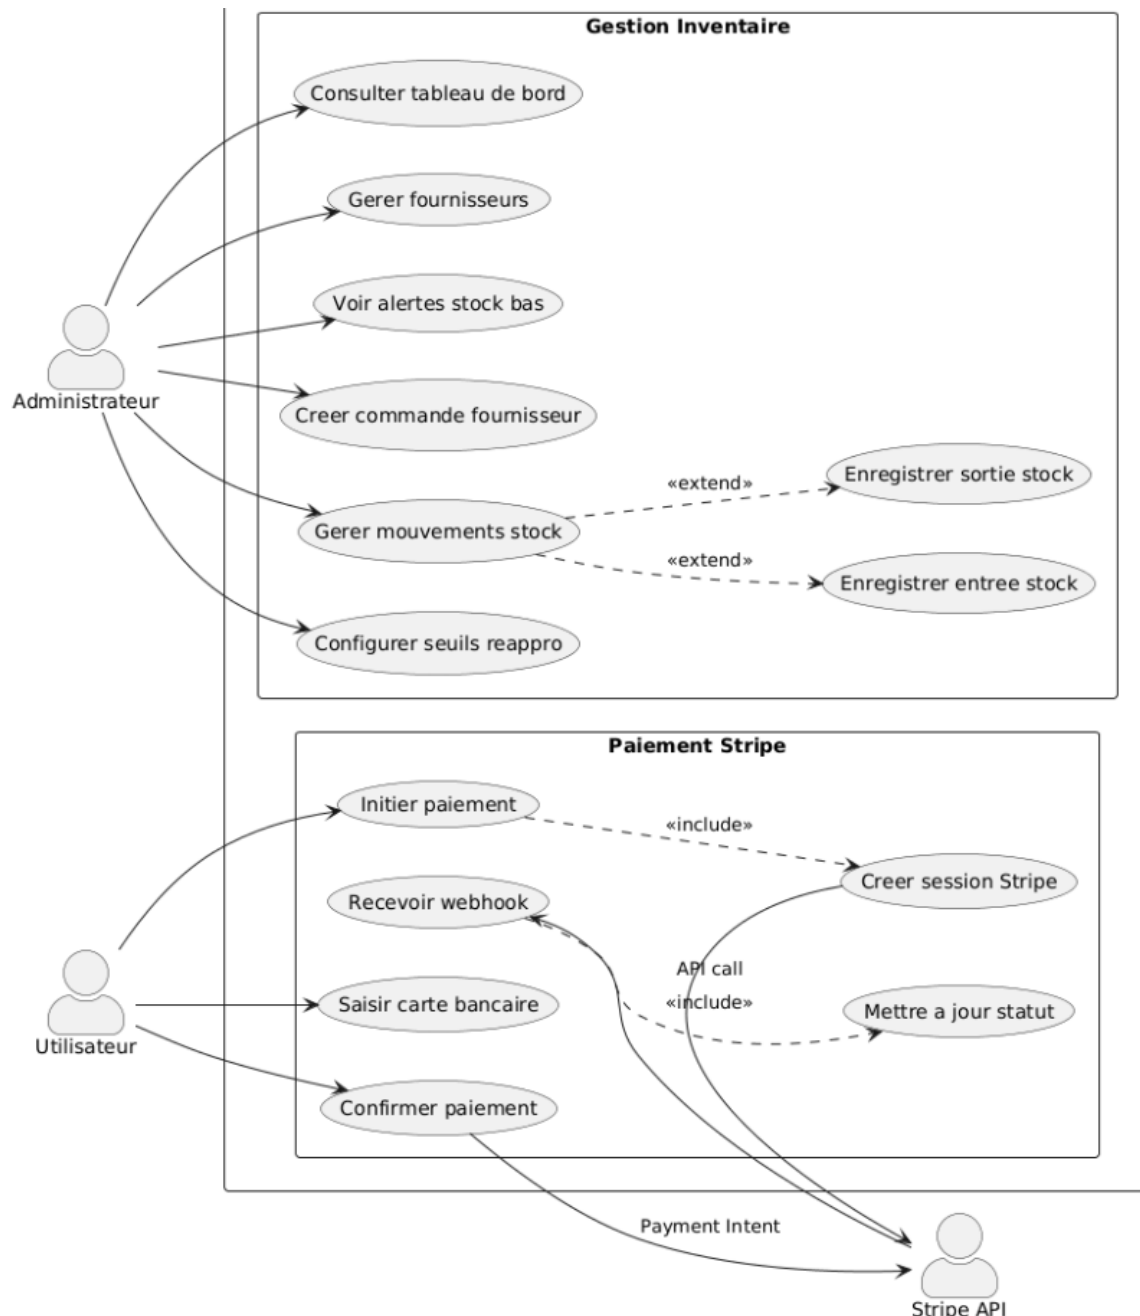 Gestion Inventaire
Consulter tableau de bord
Gerer fournisseurs
Voir alertes stock bas
Administrateur
Creer commande fournisseur
Enregistrer sortie stock
«extend»
Gerer mouvements stock
«extend»
Enregistrer entree stock
Configurer seuils reappro
Paiement Stripe
Initier paiement
«include»
Creer session Stripe
Recevoir webhook
API call
«include»
Saisir carte bancaire
Mettre a jour statut
Utilisateur
Confirmer paiement
Payment Intent
Stripe API